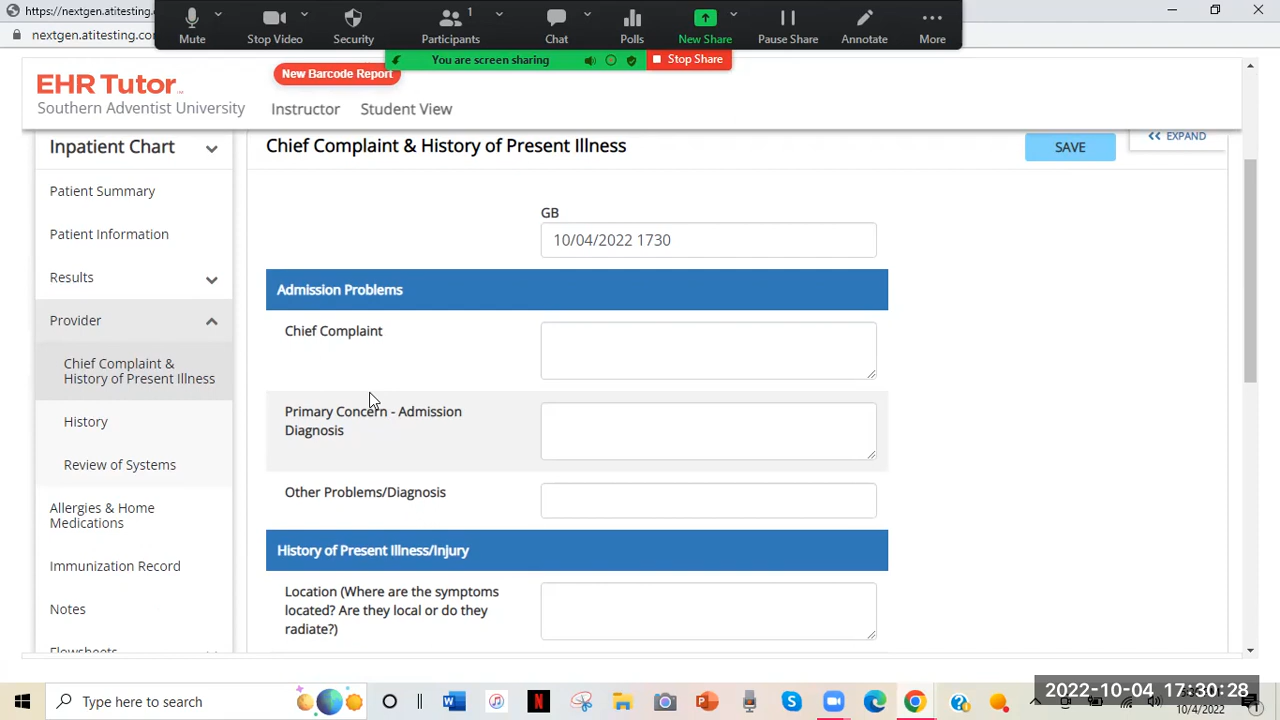 https://nextgen.atitesting.
nextgen.atitesting.co
Mute
Stop Video
Security
1
Participants
Chat
Polls
New Share
Pause Share
Annotate
More
You are screen sharing
Stop Share
New Barcode Report
EHR Tutor
Southern Adventist University
Instructor
Student View
Inpatient Chart
Patient Summary
Patient Information
Results
Provider
Chief Complaint &
History of Present Illness
History
Review of Systems
Allergies & Home
Medications
Immunization Record
Notes
Flowsheets
Chief Complaint & History of Present Illness
SAVE
<< EXPAND
GB
10/04/2022 1730
Admission Problems
Chief Complaint
Primary Concern - Admission
Diagnosis
Other Problems/Diagnosis
History of Present Illness/Injury
Location (Where are the symptoms
located? Are they local or do they
radiate?)
Type here to search
2022-10-04 17:30:28
10/4/2022